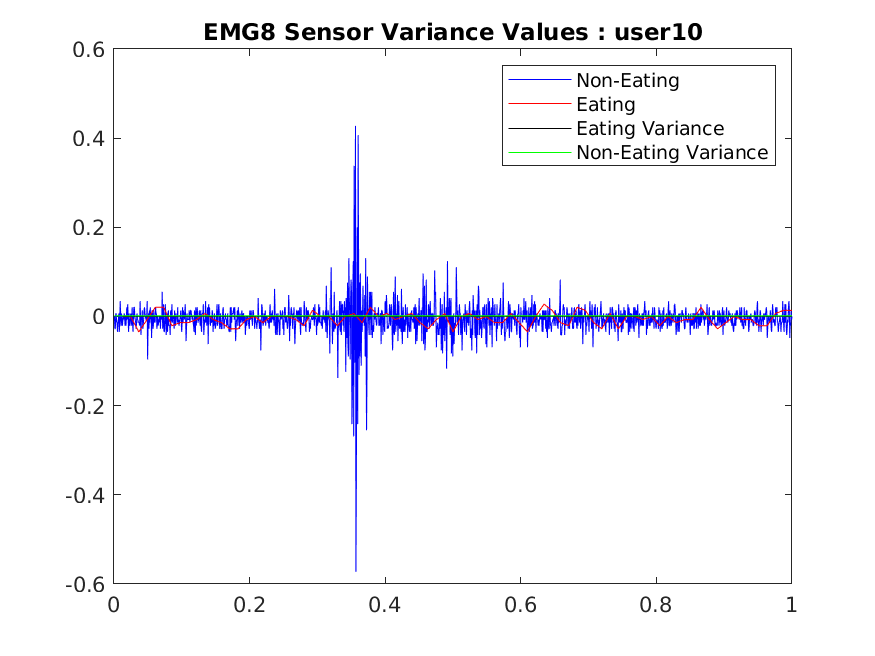 EMG8 Sensor Variance Values : user10
0.6
0.4
0.2
0
-0.2
-0.4
-0.6
0 0.2 0.4 0.6 0.8 1
Non-Eating
Eating
Eating Variance
Non-Eating Variance